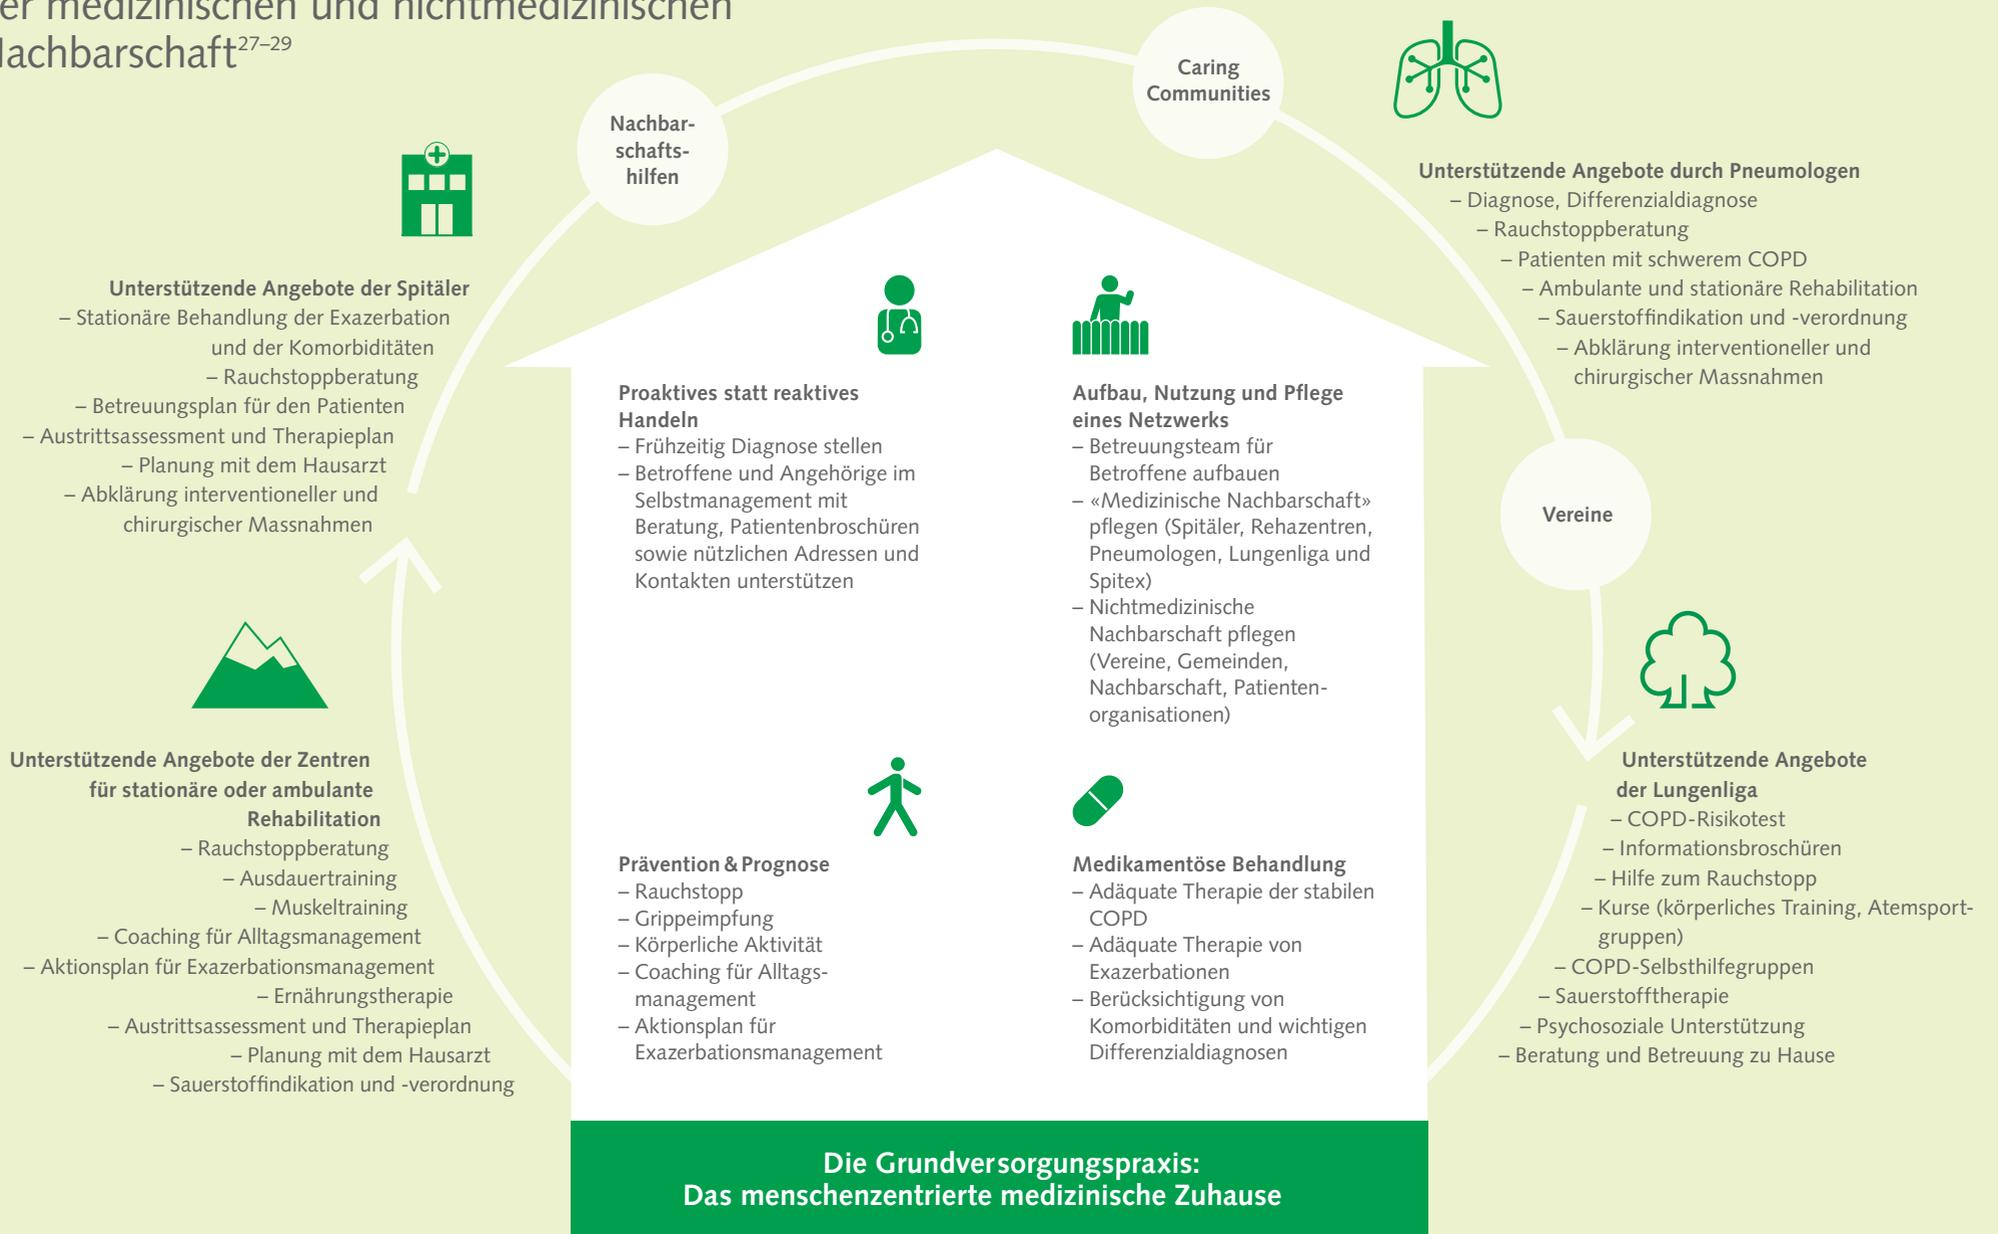 er medizinischen und nichtmedizinischen
Nachbarschaft27–29
Nachbar-
schafts-
hilfen
Caring
Communities
Vereine
Unterstützende Angebote der Spitäler
– Stationäre Behandlung der Exazerbation
und der Komorbiditäten
– Rauchstoppberatung
– Betreuungsplan für den Patienten
– Austrittsassessment und Therapieplan
– Planung mit dem Hausarzt
– Abklärung interventioneller und
chirurgischer Massnahmen
Unterstützende Angebote der Zentren
für stationäre oder ambulante
Rehabilitation
– Rauchstoppberatung
– Ausdauertraining
– Muskeltraining
– Coaching für Alltagsmanagement
– Aktionsplan für Exazerbationsmanagement
– Ernährungstherapie
– Austrittsassessment und Therapieplan
– Planung mit dem Hausarzt
– Sauerstoffindikation und -verordnung
Proaktives statt reaktives
Handeln
– Frühzeitig Diagnose stellen
– Betroffene und Angehörige im
Selbstmanagement mit
Beratung, Patientenbroschüren
sowie nützlichen Adressen und
Kontakten unterstützen
Aufbau, Nutzung und Pflege
eines Netzwerks
– Betreuungsteam für
Betroffene aufbauen
– «Medizinische Nachbarschaft»
pflegen (Spitäler, Rehazentren,
Pneumologen, Lungenliga und
Spitex)
– Nichtmedizinische
Nachbarschaft pflegen
(Vereine, Gemeinden,
Nachbarschaft, Patienten-
organisationen)
Prävention & Prognose
– Rauchstopp
– Grippeimpfung
– Körperliche Aktivität
– Coaching für Alltags-
management
– Aktionsplan für
Exazerbationsmanagement
Medikamentöse Behandlung
– Adäquate Therapie der stabilen
COPD
– Adäquate Therapie von
Exazerbationen
– Berücksichtigung von
Komorbiditäten und wichtigen
Differenzialdiagnosen
Unterstützende Angebote durch Pneumologen
– Diagnose, Differenzialdiagnose
– Rauchstoppberatung
– Patienten mit schwerem COPD
– Ambulante und stationäre Rehabilitation
– Sauerstoffindikation und -verordnung
– Abklärung interventioneller und
chirurgischer Massnahmen
Unterstützende Angebote
der Lungenliga
– COPD-Risikotest
– Informationsbroschüren
– Hilfe zum Rauchstopp
– Kurse (körperliches Training, Atemsport-
gruppen)
– COPD-Selbsthilfegruppen
– Sauerstofftherapie
– Psychosoziale Unterstützung
– Beratung und Betreuung zu Hause
Die Grundversorgungspraxis:
Das menschenzentrierte medizinische Zuhause